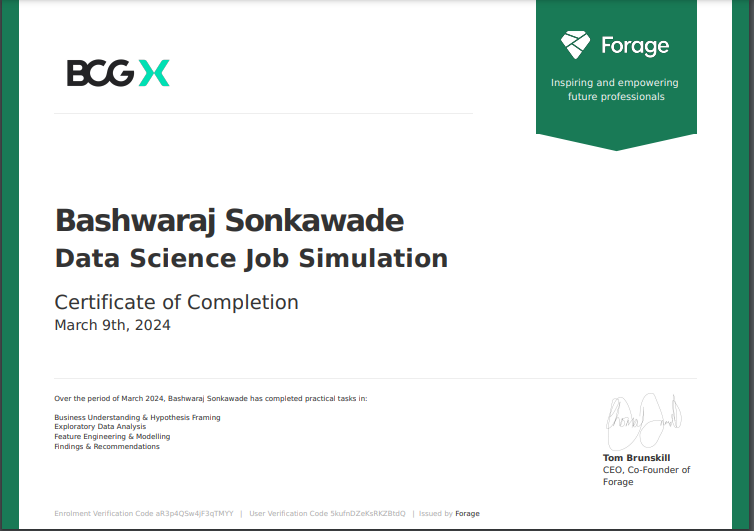 BCG X
Forage
Inspiring and empowering
future professionals
Bashwaraj Sonkawade
Data Science Job Simulation
Certificate of Completion
March 9th, 2024
Over the period of March 2024, Bashwaraj Sonkawade has completed practical tasks in:
Business Understanding & Hypothesis Framing
Exploratory Data Analysis
Feature Engineering & Modelling
Findings & Recommendations
Tom Brunskill
CEO, Co-Founder of
Forage
Enrolment Verification Code aR3p4QSw4jF3qTMYY | User Verification Code 5kufnDZeKsRKZBtdQ | Issued by Forage